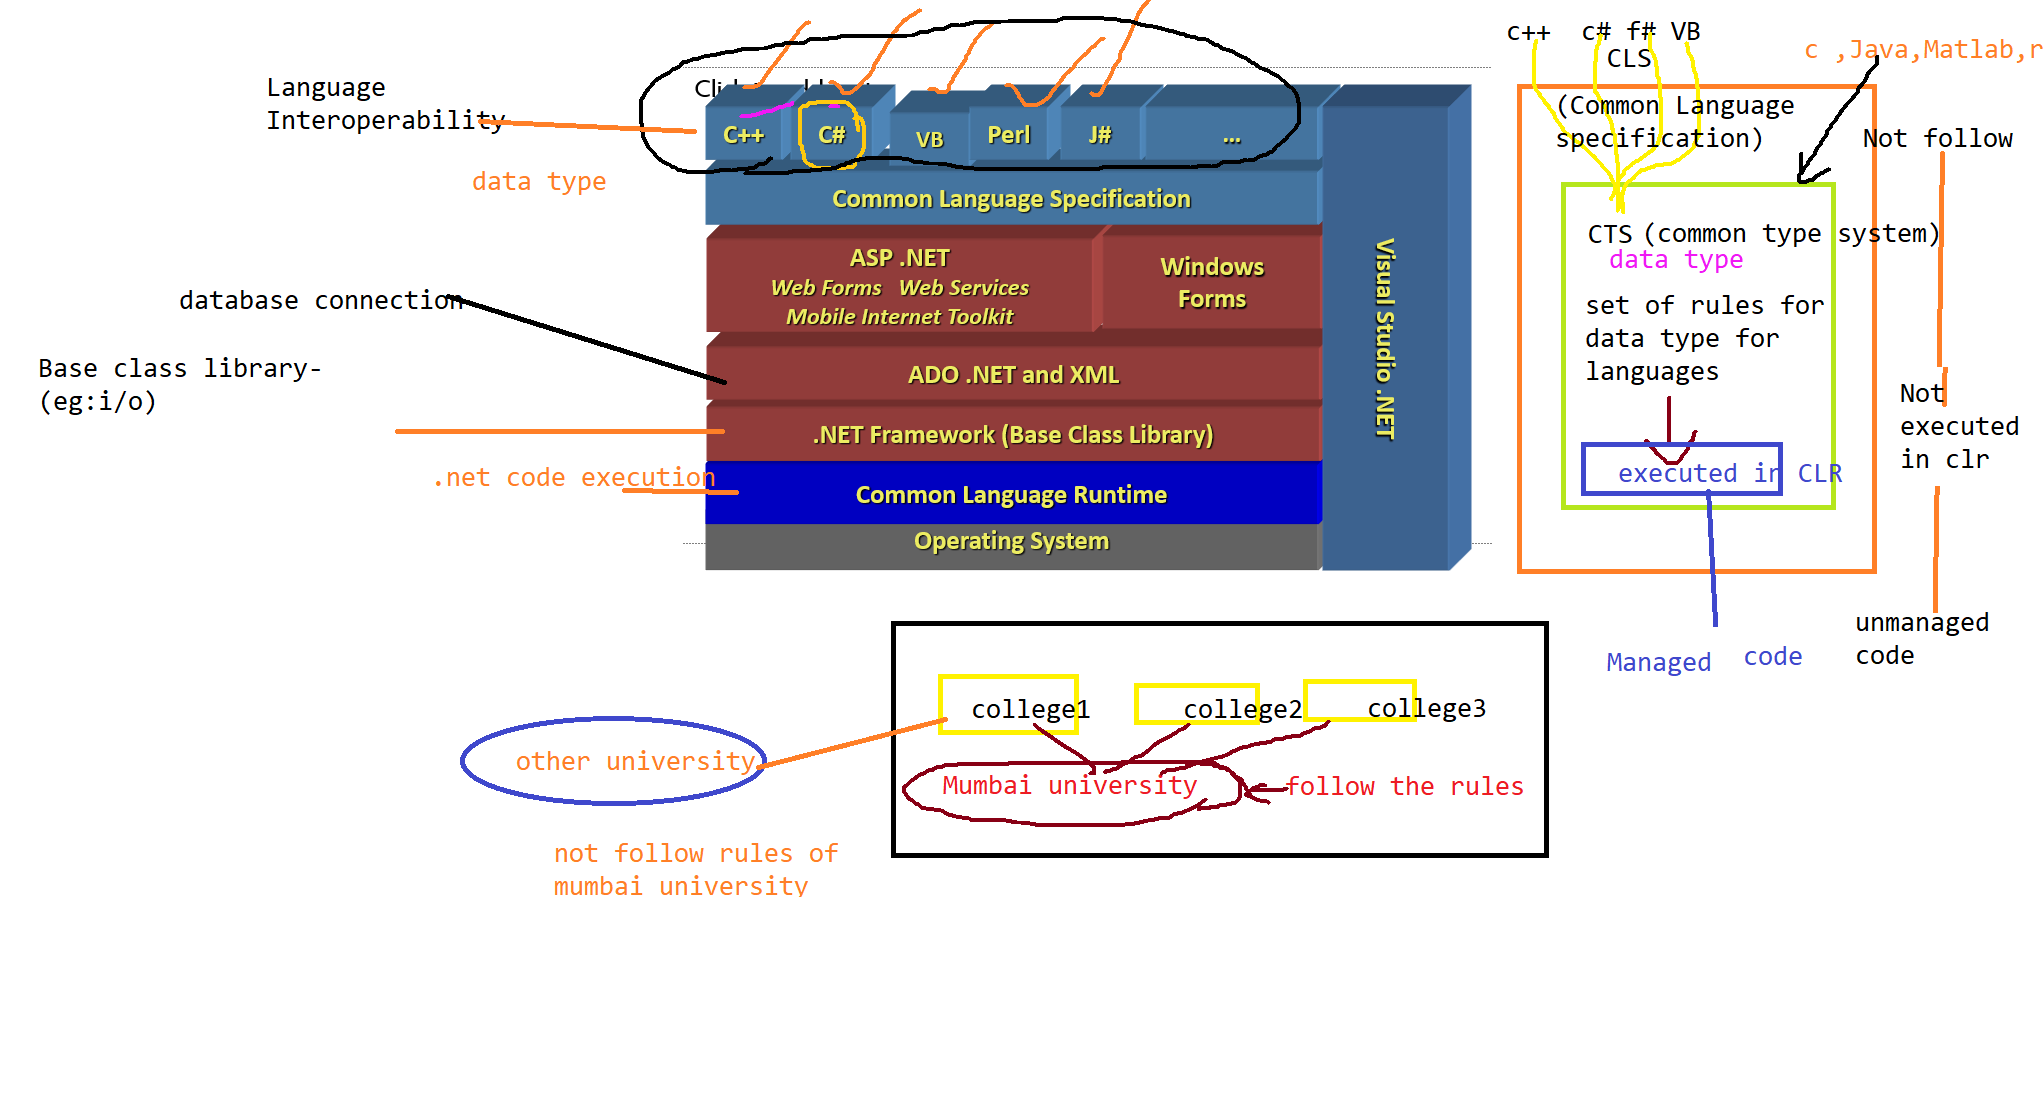 Language
Interoperability
data type
database connection
Base class library-
(eg:i/o)
.net code execution
C++
C#
VB
Perl
J#
...
Common Language Specification
ASP .NET
Web Forms Web Services
Mobile Internet Toolkit
Windows
Forms
ADO .NET and XML
.NET Framework (Base Class Library)
Common Language Runtime
Operating System
Visual Studio .NET
c++ c# f# VB
CLS
c ,Java,Matlab,r
(Common Language
specification)
Not follow
CTS (common type system)
data type
set of rules for
data type for
languages
executed in CLR
Not
executed
in clr
Managed code
unmanaged
code
college1
college2
college3
other university
Mumbai university
follow the rules
not follow rules of
mumbai university